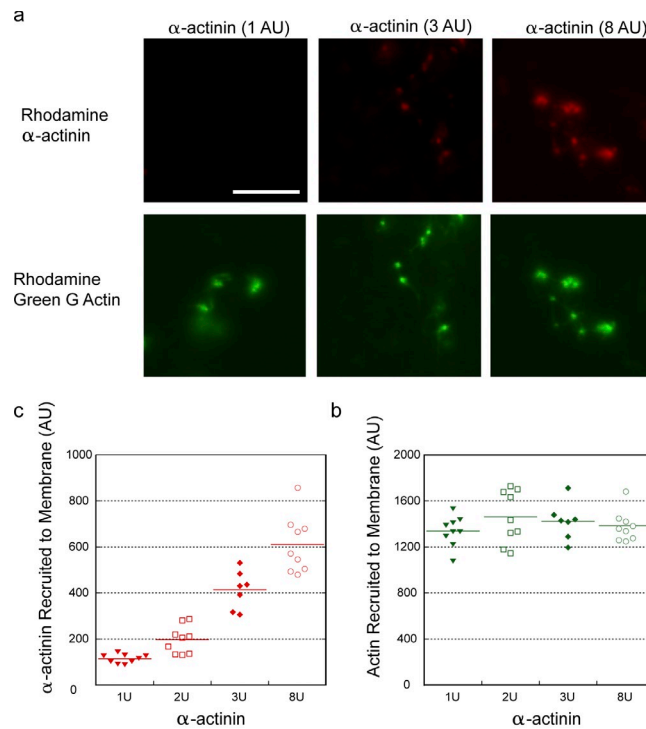 a
α-actinin (1 AU)
α-actinin (3 AU)
α-actinin (8 AU)
Rhodamine
α-actinin
Rhodamine
Green G Actin
c
α-actinin Recruited to Membrane (AU)
1000
800
600
400
200
0
1U
2U
3U
8U
α-actinin
b
Actin Recruited to Membrane (AU)
2000
1600
1200
800
400
0
1U
2U
3U
8U
α-actinin